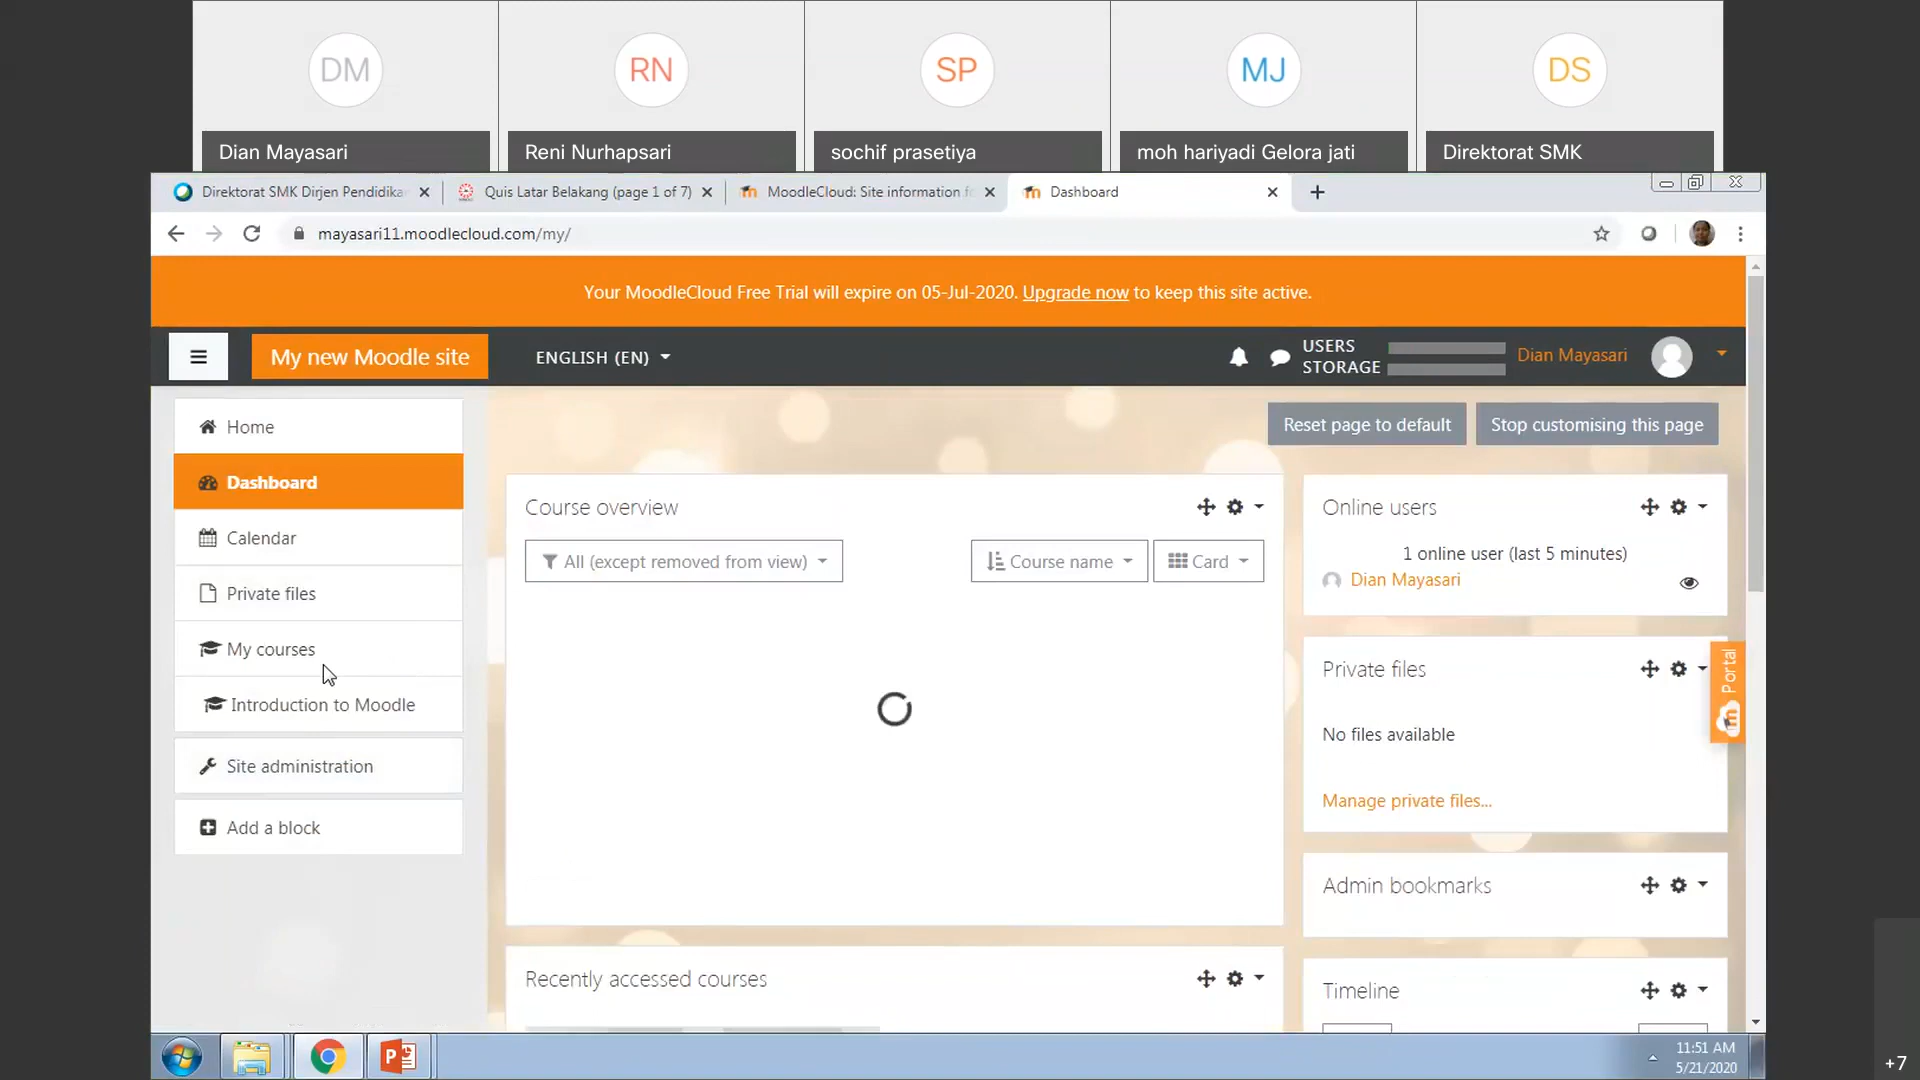 DM
RN
SP
MJ
DS
Dian Mayasari
Reni Nurhapsari
sochif prasetiya
moh hariyadi Gelora jati
Direktorat SMK
Direktorat SMK Dirjen Pendidika
Quis Latar Belakang (page 1 of 7)
MoodleCloud: Site information fo
Dashboard
mayasari11.moodlecloud.com/my/
Your MoodleCloud Free Trial will expire on 05-Jul-2020. Upgrade now to keep this site active.
My new Moodle site
ENGLISH (EN)
USERS
STORAGE
Dian Mayasari
Home
Dashboard
Calendar
Private files
My courses
Introduction to Moodle
Site administration
Add a block
Reset page to default
Stop customising this page
Course overview
All (except removed from view)
Course name
Card
Recently accessed courses
Online users
1 online user (last 5 minutes)
Dian Mayasari
Private files
No files available
Manage private files...
Admin bookmarks
Timeline
Portal
11:51 AM
5/21/2020
+7